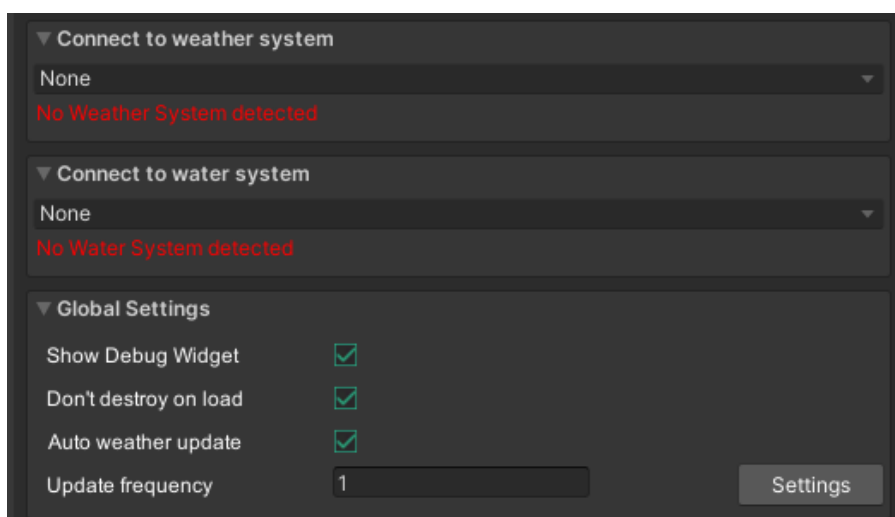 Connect to weather system
None
No Weather System detected
Connect to water system
None
No Water System detected
Global Settings
Show Debug Widget
Don't destroy on load
Auto weather update
Update frequency 1 Settings